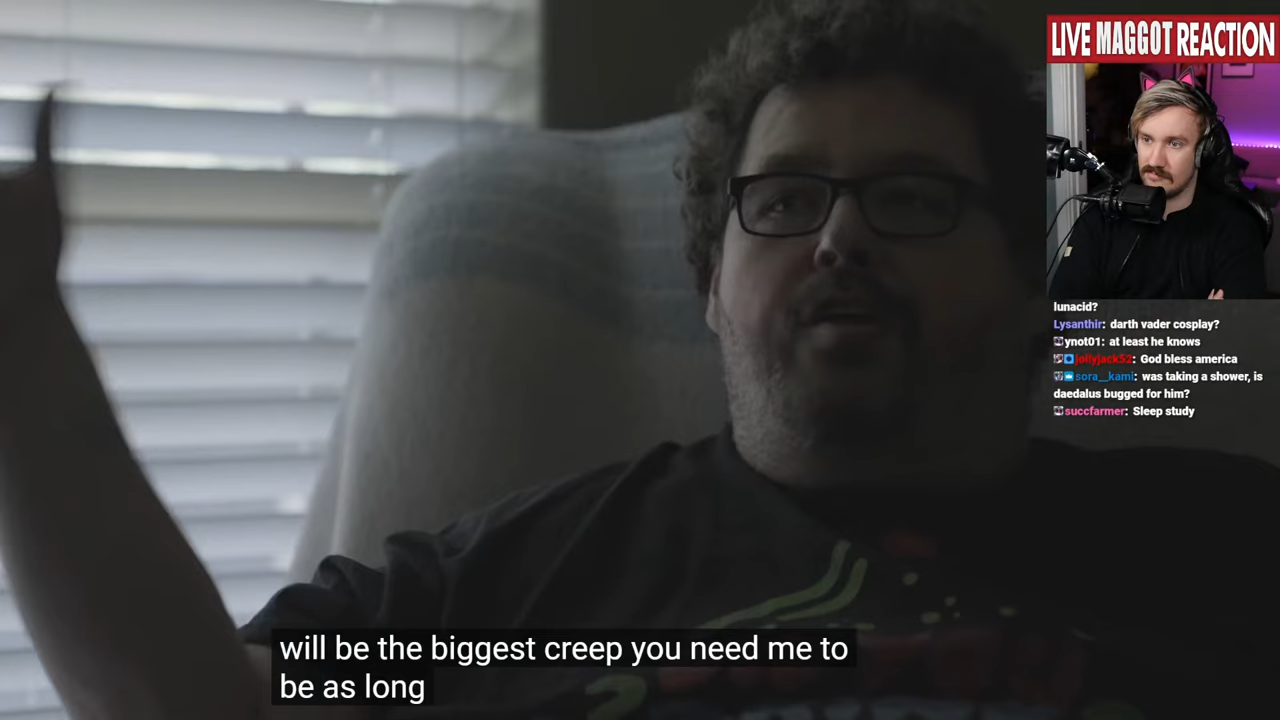 LIVE MAGGOT REACTION
lunacid?
Lysanthir: darth vader cosplay?
ynot01: at least he knows
jollyjack52: God bless america
sora__kami: was taking a shower, is
daedalus bugged for him?
succfarmer: Sleep study
will be the biggest creep you need me to
be as long